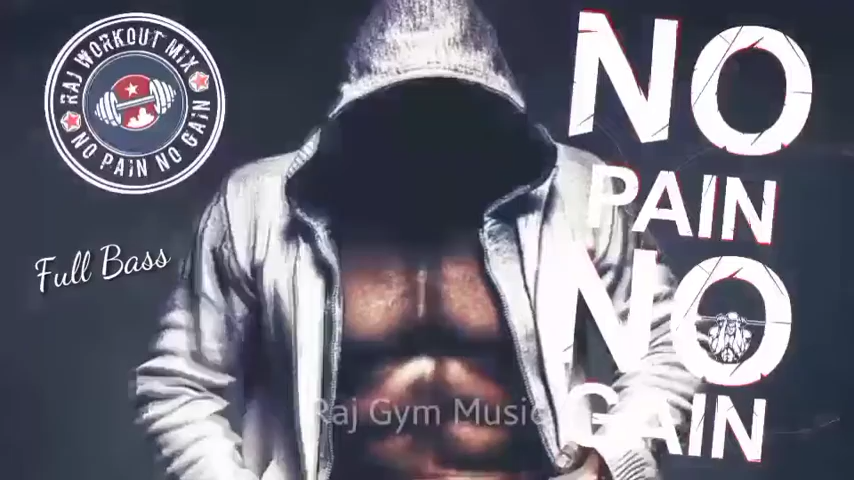 RAJ WORKOUT MIX
NO PAIN NO GAIN
Full Bass
NO
PAIN
NO
GAIN
Raj Gym Music